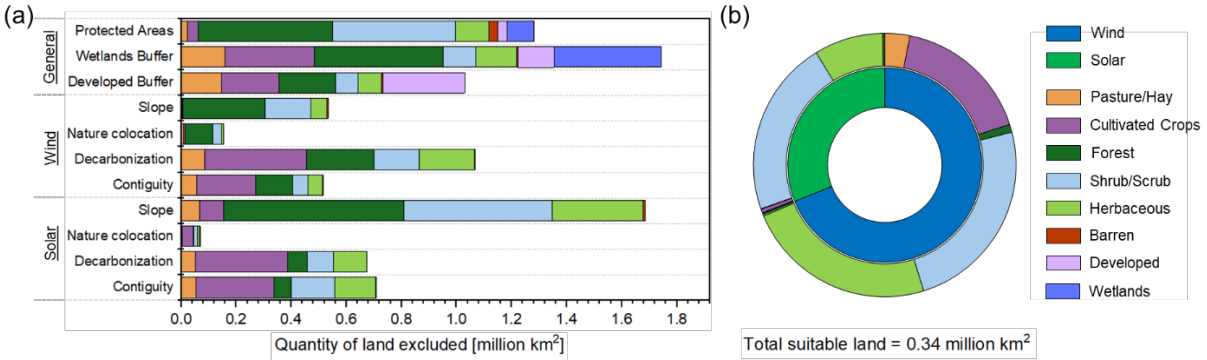 (a)
General
Protected Areas
Wetlands Buffer
Developed Buffer
Wind
Slope
Nature colocation
Decarbonization
Contiguity
Solar
Slope
Nature colocation
Decarbonization
Contiguity
0.0 0.2 0.4 0.6 0.8 1.0 1.2 1.4 1.6 1.8
Quantity of land excluded [million km²]
(b)
Total suitable land = 0.34 million km²
Wind
Solar
Pasture/Hay
Cultivated Crops
Forest
Shrub/Scrub
Herbaceous
Barren
Developed
Wetlands